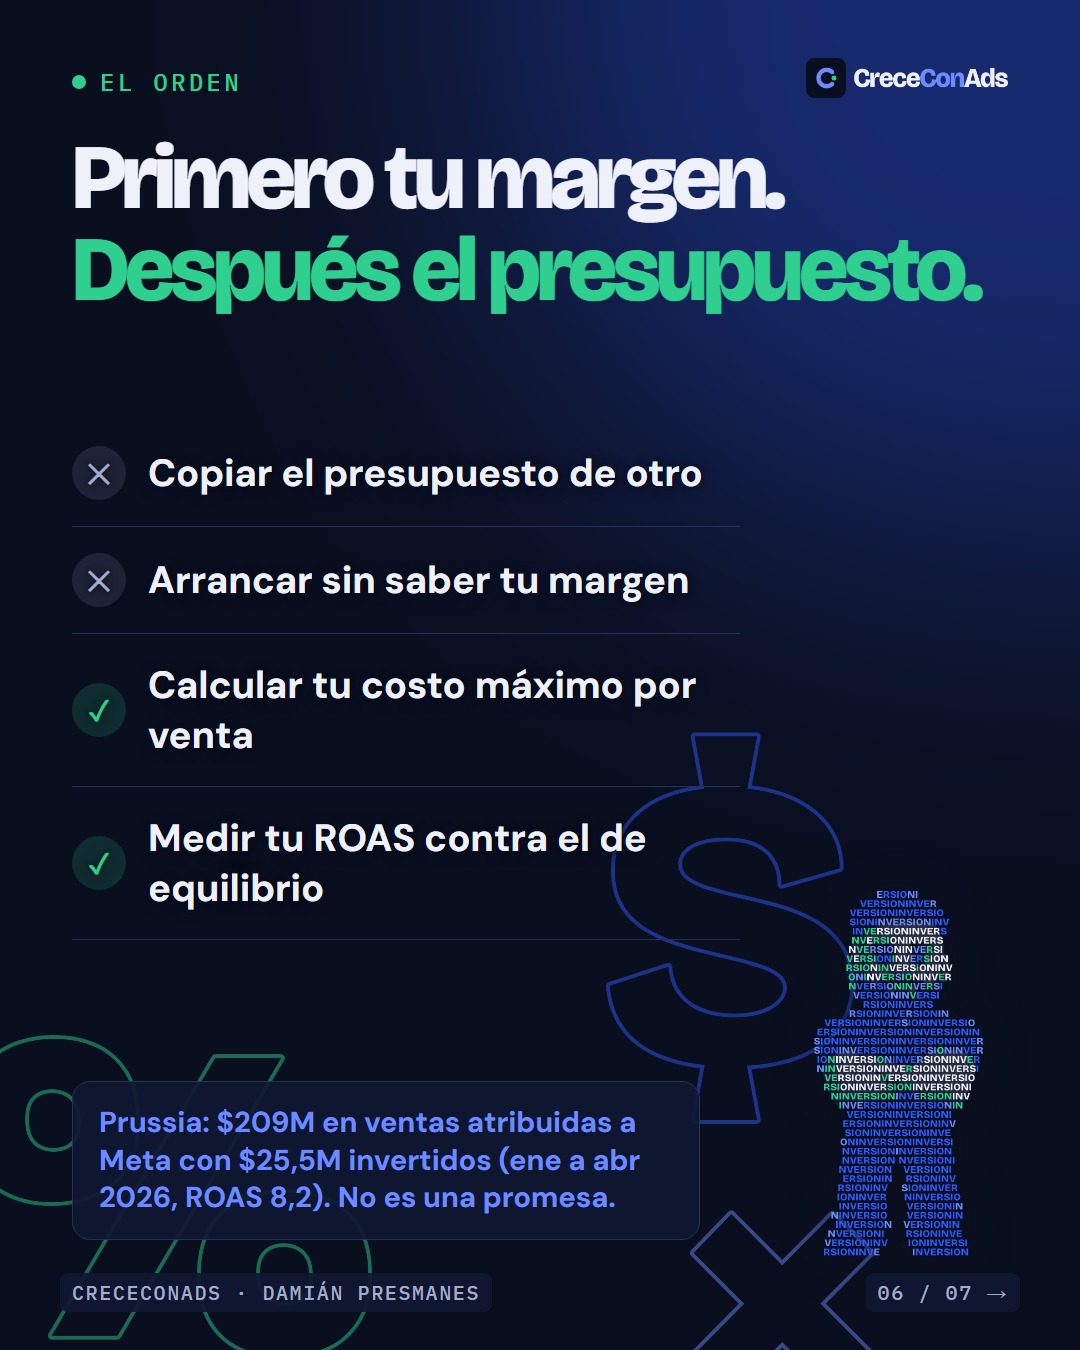 EL ORDEN
CreceConAds
Primero tu margen.
Después el presupuesto.
Copiar el presupuesto de otro
Arrancar sin saber tu margen
Calcular tu costo máximo por
venta
Medir tu ROAS contra el de
equilibrio
Prussia: $209M en ventas atribuidas a
Meta con $25,5M invertidos (ene a abr
2026, ROAS 8,2). No es una promesa.
CRECECONADS · DAMIÁN PRESMANES
06 / 07 →